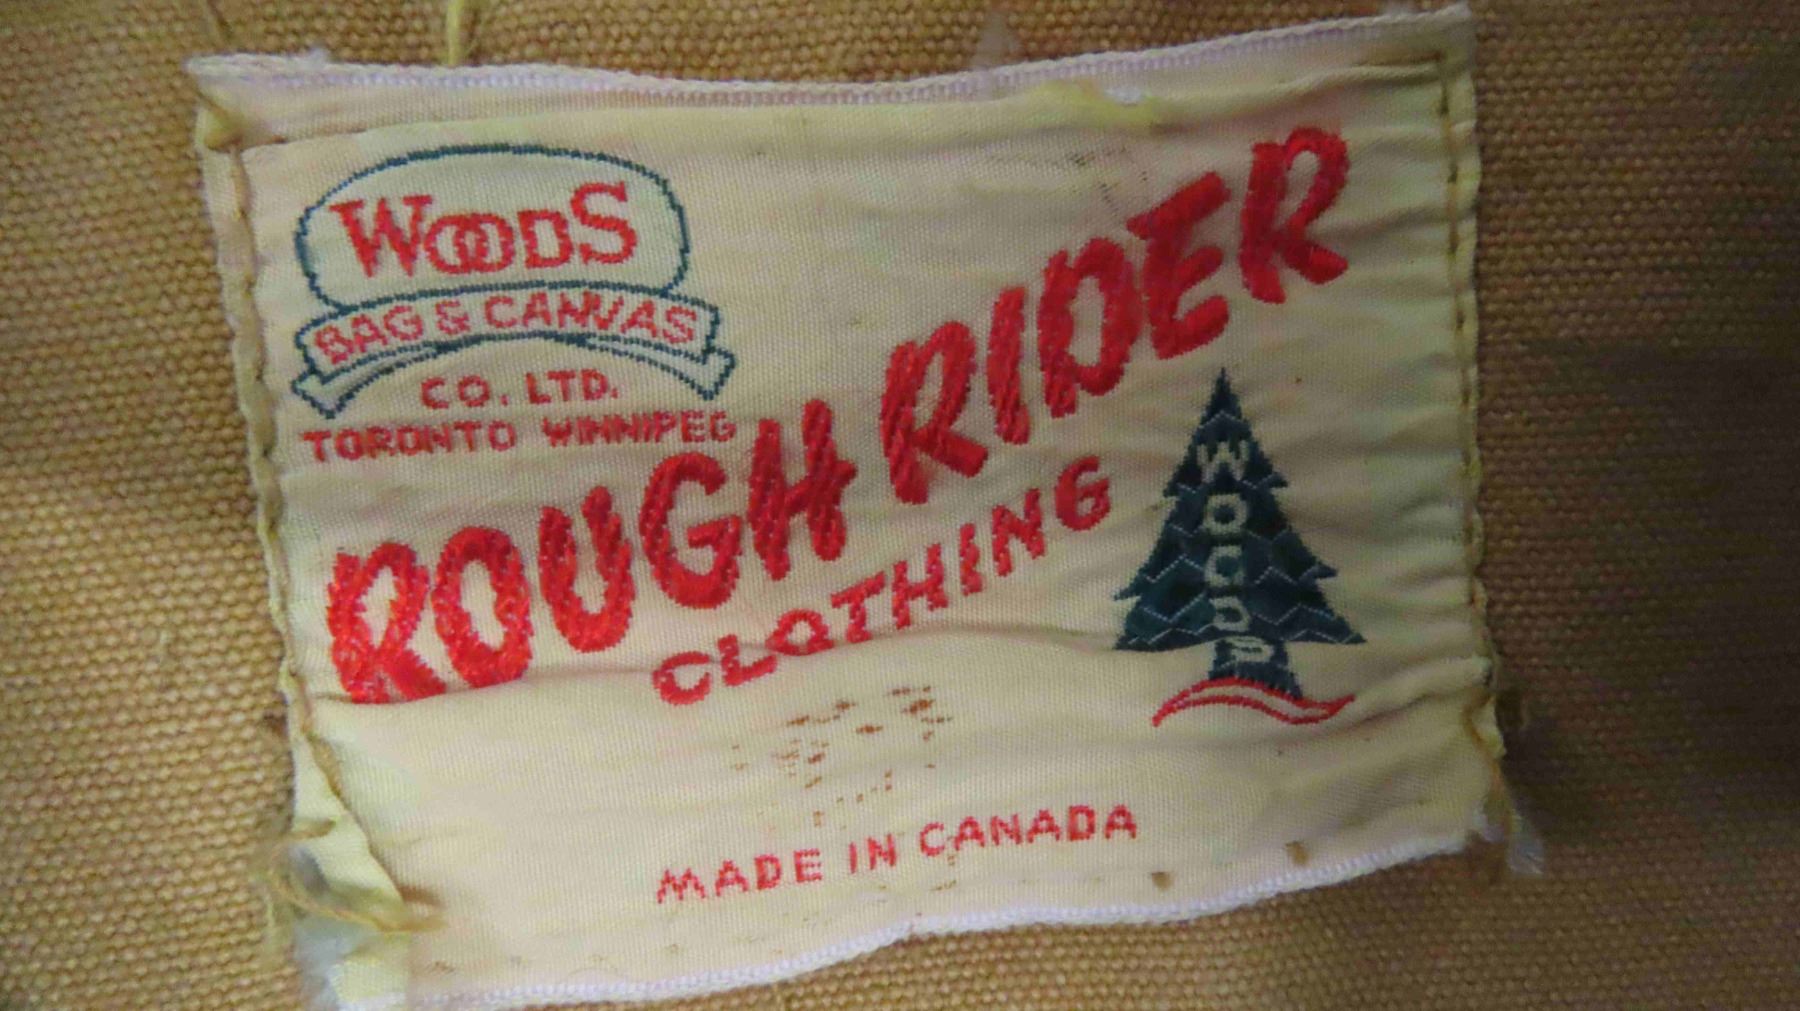 WOODS
BAG & CANVAS
CO. LTD.
TORONTO WINNIPEG
ROUGH RIDER
CLOTHING
WOODS
MADE IN CANADA